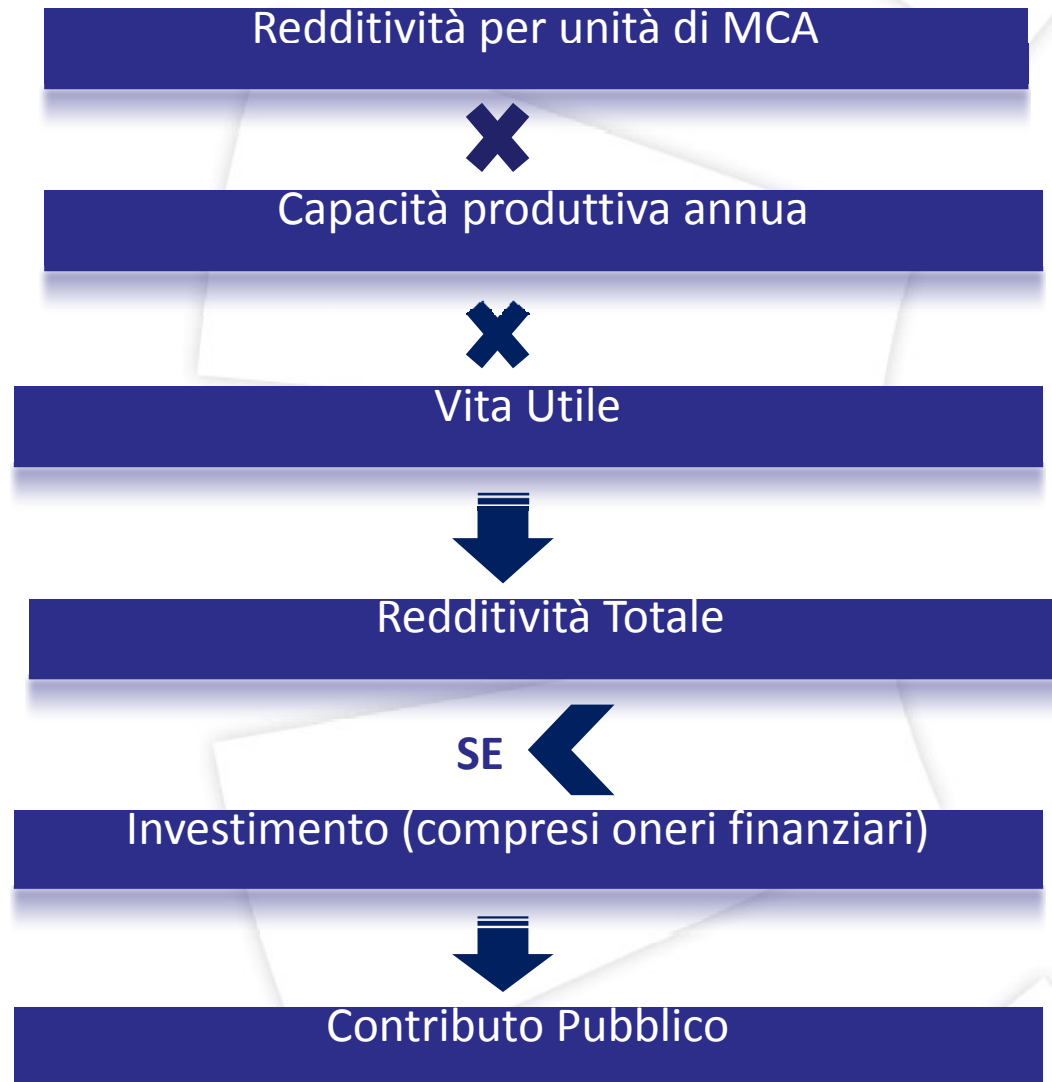 Redditività per unità di MCA
Capacità produttiva annua
Vita Utile
Redditività Totale
SE
Investimento (compresi oneri finanziari)
Contributo Pubblico